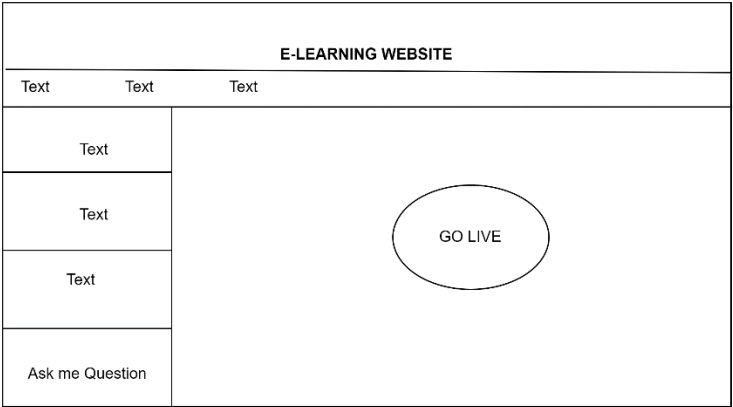 E-LEARNING WEBSITE
Text Text Text
Text
Text
GO LIVE
Text
Ask me Question